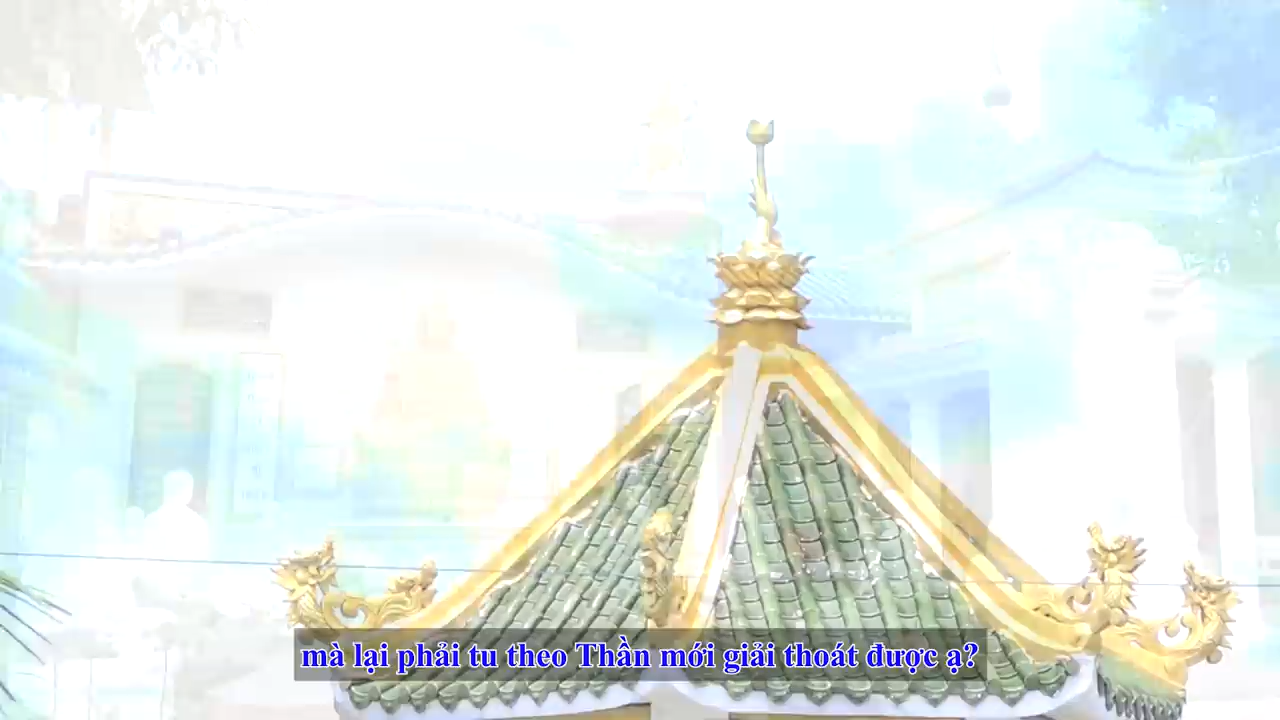 mà lại phải tu theo Thần mới giải thoát được ạ?